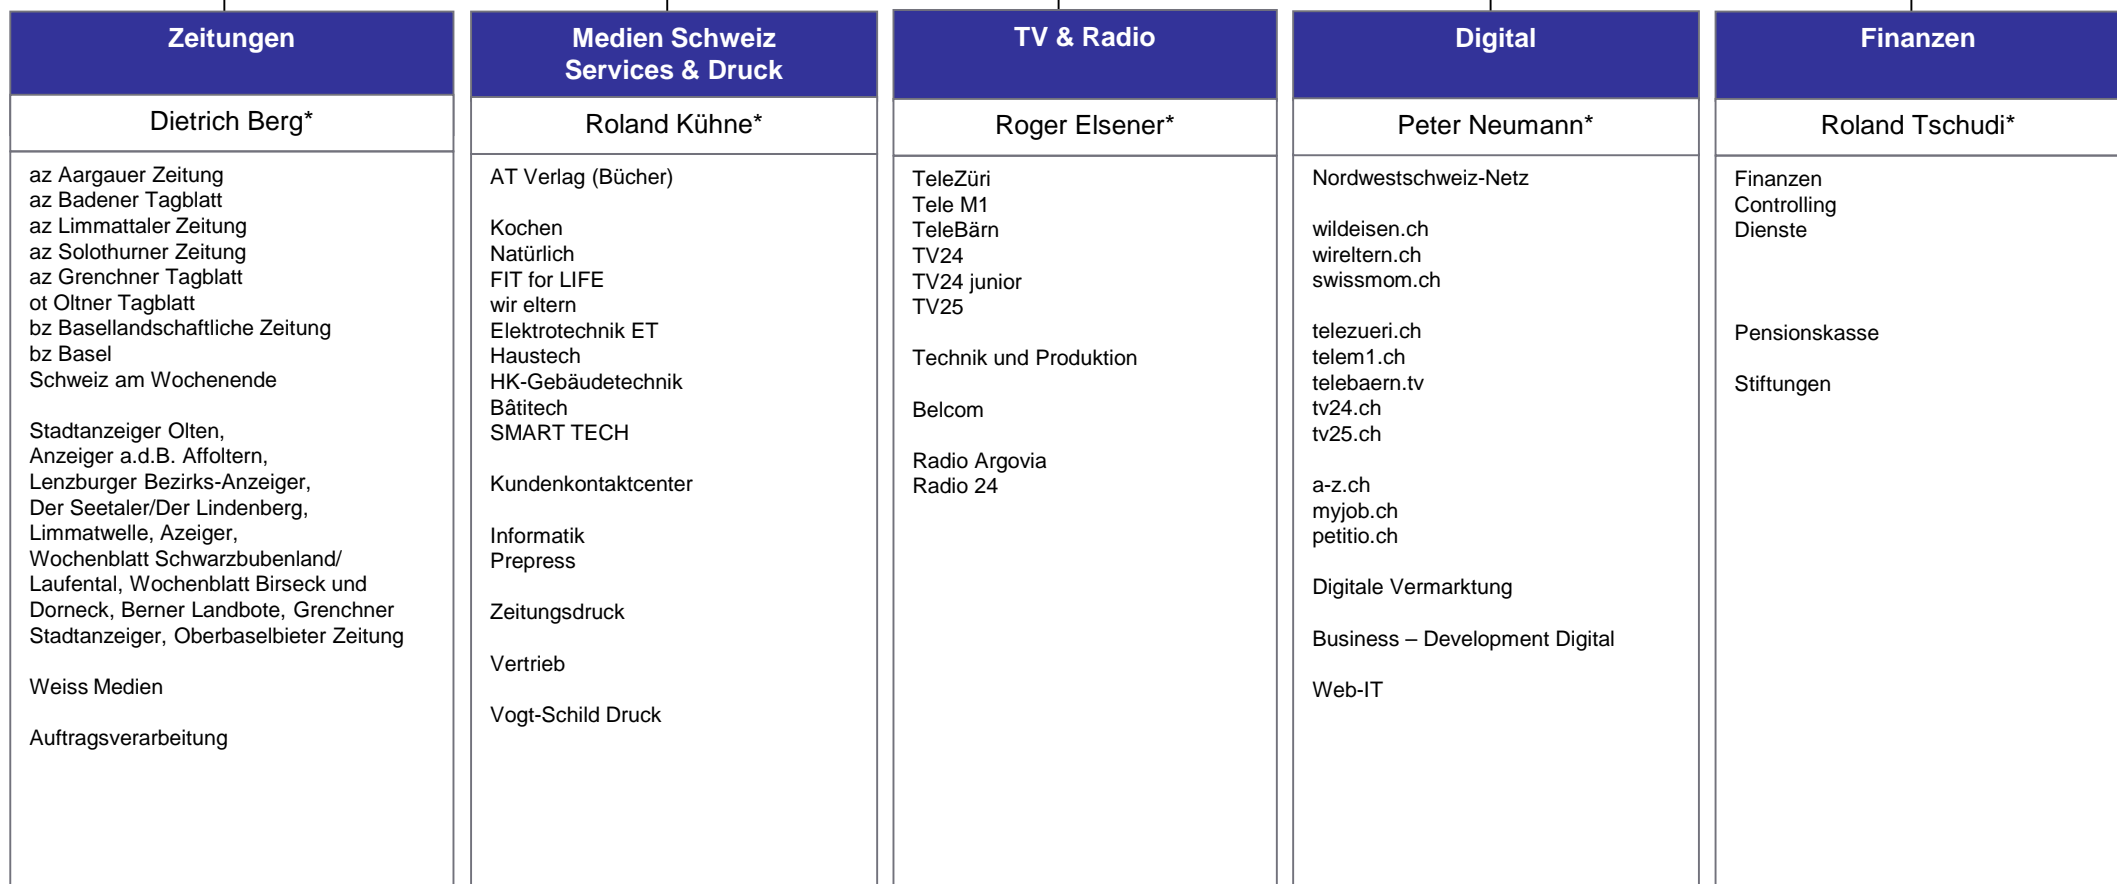 Zeitungen
Dietrich Berg*
az Aargauer Zeitung
az Badener Tagblatt
az Limmattaler Zeitung
az Solothurner Zeitung
az Grenchner Tagblatt
ot Oltner Tagblatt
bz Basellandschaftliche Zeitung
bz Basel
Schweiz am Wochenende
Stadtanzeiger Olten,
Anzeiger a.d.B. Affoltern,
Lenzburger Bezirks-Anzeiger,
Der Seetaler/Der Lindenberg,
Limmatwelle, Azeiger,
Wochenblatt Schwarzbubenland/
Laufental, Wochenblatt Birseck und
Dorneck, Berner Landbote, Grenchner
Stadtanzeiger, Oberbaselbieter Zeitung
Weiss Medien
Auftragsverarbeitung
Medien Schweiz
Services & Druck
Roland Kühne*
AT Verlag (Bücher)
Kochen
Natürlich
FIT for LIFE
wir eltern
Elektrotechnik ET
Haustech
HK-Gebäudetechnik
Bâtitech
SMART TECH
Kundenkontaktcenter
Informatik
Prepress
Zeitungsdruck
Vertrieb
Vogt-Schild Druck
TV & Radio
Roger Elsener*
TeleZüri
Tele M1
TeleBärn
TV24
TV24 junior
TV25
Technik und Produktion
Belcom
Radio Argovia
Radio 24
Digital
Peter Neumann*
Nordwestschweiz-Netz
wildeisen.ch
wireltern.ch
swissmom.ch
telezueri.ch
telem1.ch
telebaern.tv
tv24.ch
tv25.ch
a-z.ch
myjob.ch
petitio.ch
Digitale Vermarktung
Business – Development Digital
Web-IT
Finanzen
Roland Tschudi*
Finanzen
Controlling
Dienste
Pensionskasse
Stiftungen